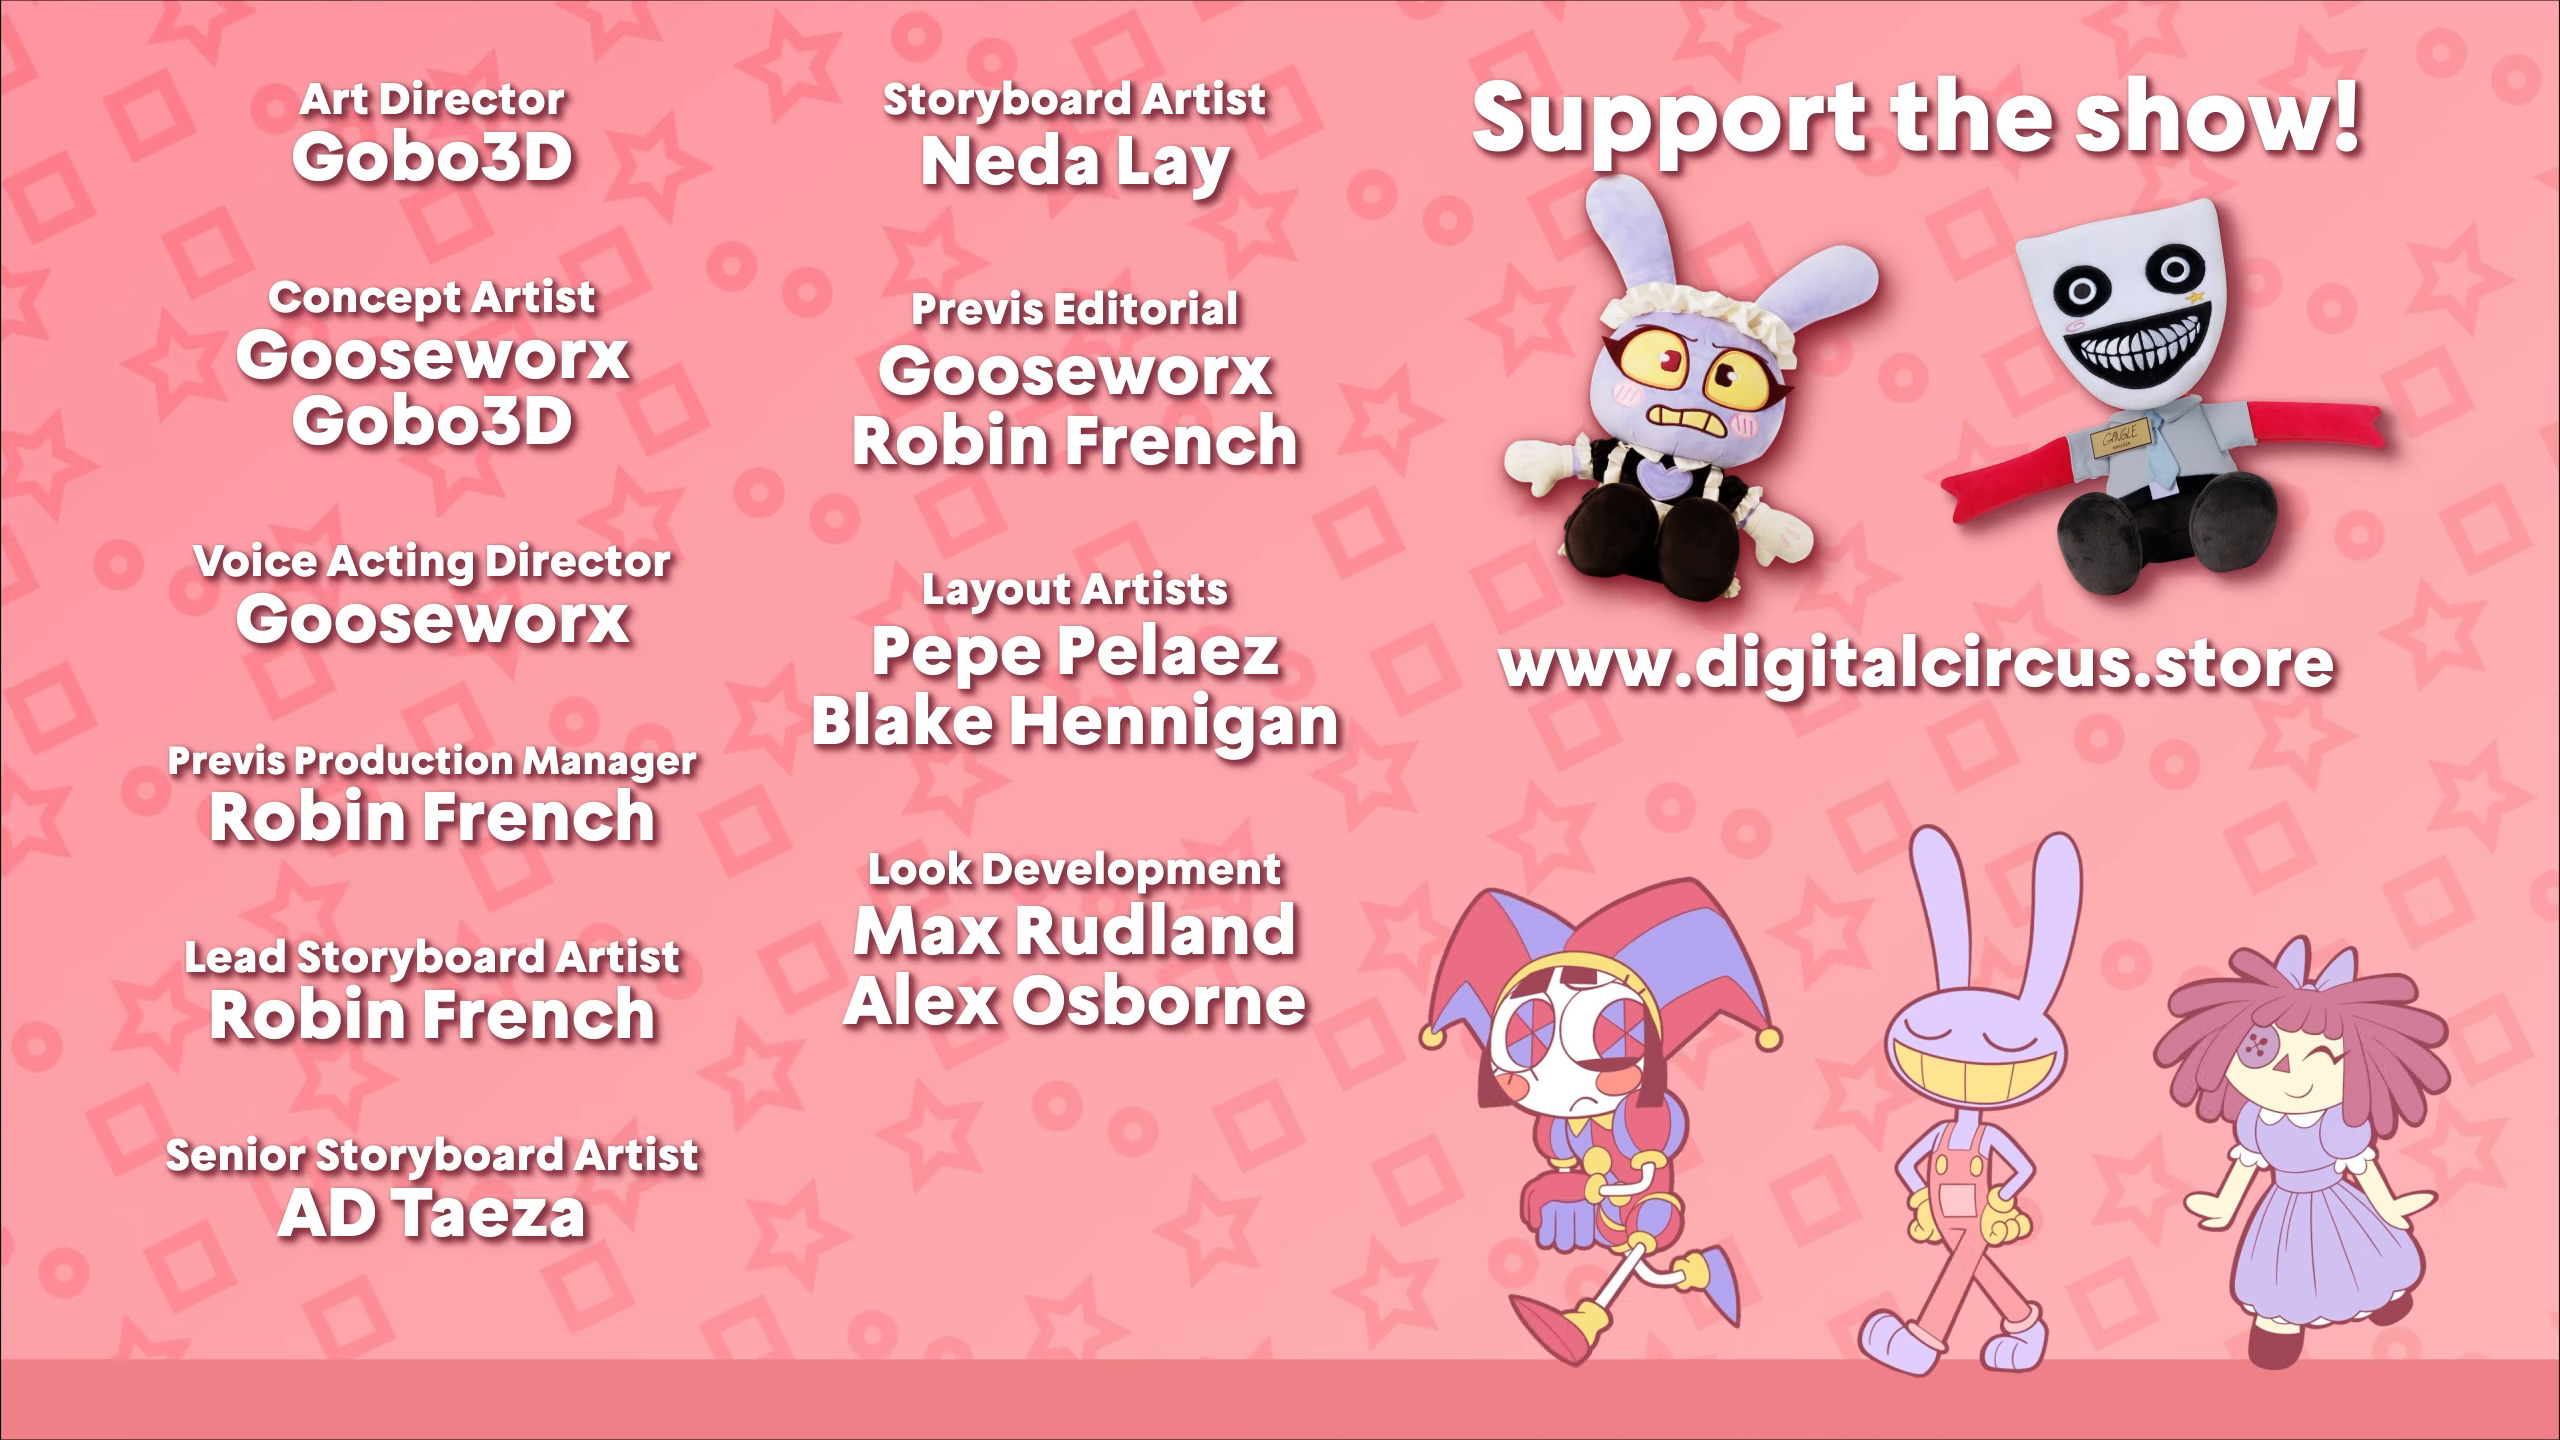 Art Director
Gobo3D
Concept Artist
Gooseworx
Gobo3D
Voice Acting Director
Gooseworx
Previs Production Manager
Robin French
Lead Storyboard Artist
Robin French
Senior Storyboard Artist
AD Taeza
Storyboard Artist
Neda Lay
Previs Editorial
Gooseworx
Robin French
Layout Artists
Pepe Pelaez
Blake Hennigan
Look Development
Max Rudland
Alex Osborne
Support the show!
GANGLE
MANAGER
www.digitalcircus.store